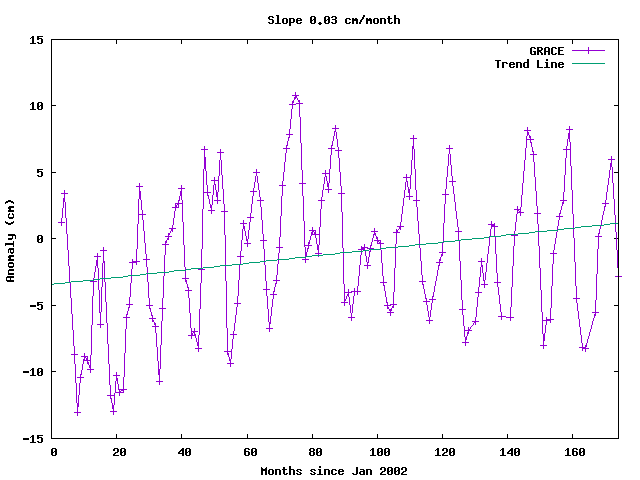 Slope 0.03 cm/month
GRACE
Trend Line
15
10
5
0
-5
-10
-15
Anomaly (cm)
0 20 40 60 80 100 120 140 160
Months since Jan 2002